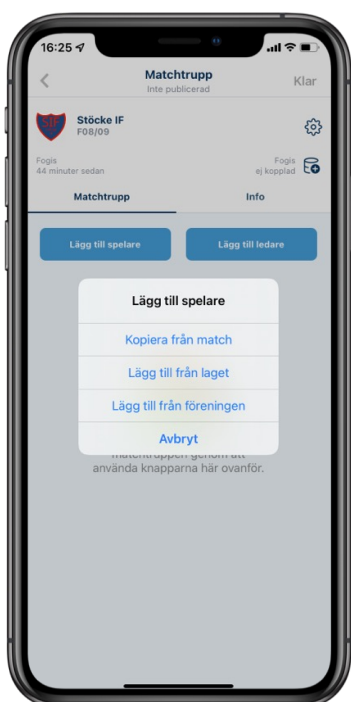 16:25
Matchtrupp
Inte publicerad
Klar
SIF
Stöcke IF
F08/09
Fogis
44 minuter sedan
Fogis
ej kopplad
Matchtrupp
Info
Lägg till spelare
Lägg till ledare
Lägg till spelare
Kopiera från match
Lägg till från laget
Lägg till från föreningen
Avbryt
matchtruppen genom att
använda knapparna här ovanför.